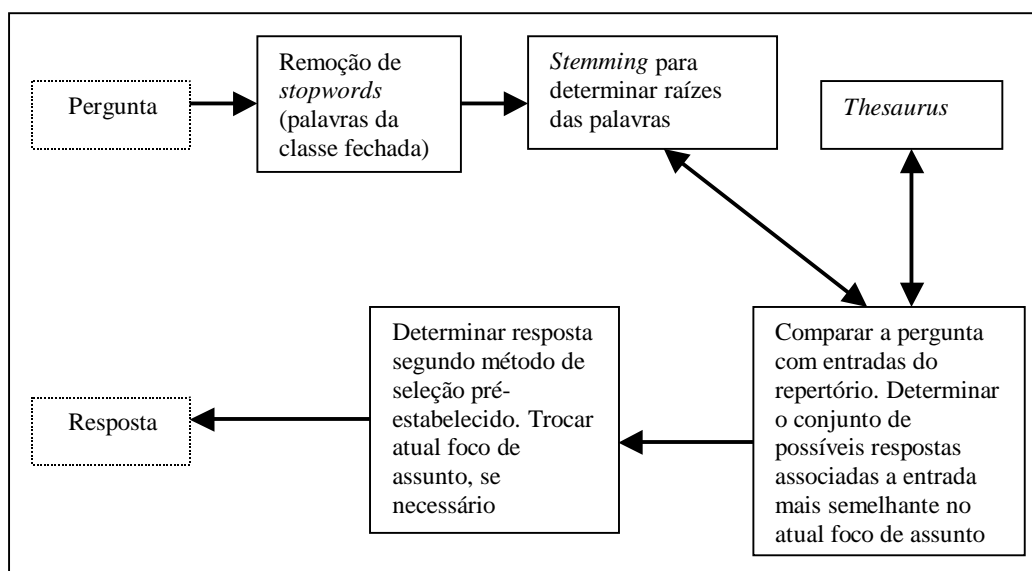 Pergunta
Remoção de
stopwords
(palavras da
classe fechada)
Stemming para
determinar raízes
das palavras
Thesaurus
Comparar a pergunta
com entradas do
repertório. Determinar
o conjunto de
possíveis respostas
associadas a entrada
mais semelhante no
atual foco de assunto
Determinar resposta
segundo método de
seleção pré-
estabelecido. Trocar
atual foco de
assunto, se
necessário
Resposta